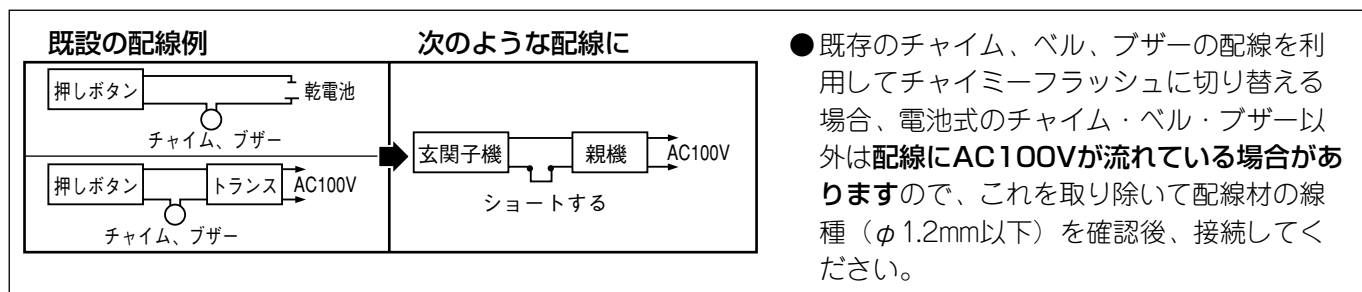 既設の配線例
次のような配線に
押しボタン
乾電池
チャイム、ブザー
押しボタン
トランス
AC100V
チャイム、ブザー
玄関子機
親機
AC100V
ショートする
●既存のチャイム、ベル、ブザーの配線を利
用してチャイミーフラッシュに切り替える
場合、電池式のチャイム・ベル・ブザー以
外は配線にAC100Vが流れている場合があ
りますので、これを取り除いて配線材の線
種（φ1.2mm以下）を確認後、接続してく
ださい。